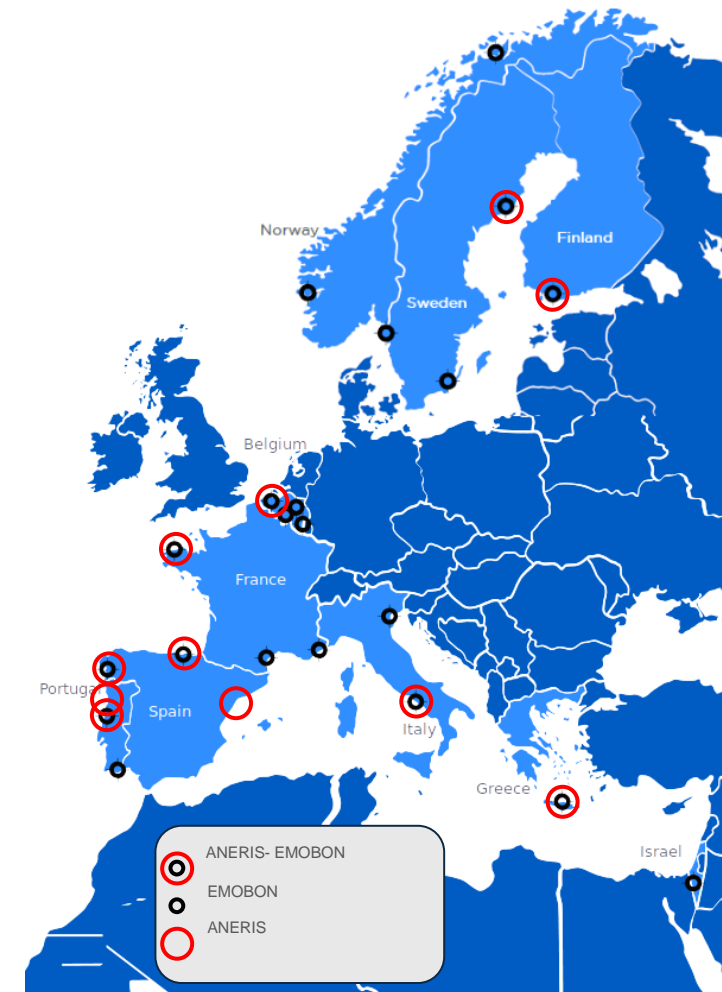 Norway
Finland
Sweden
Belgium
France
Portugal
Spain
Italy
Greece
Israel
ANERIS- EMOBON
EMOBON
ANERIS